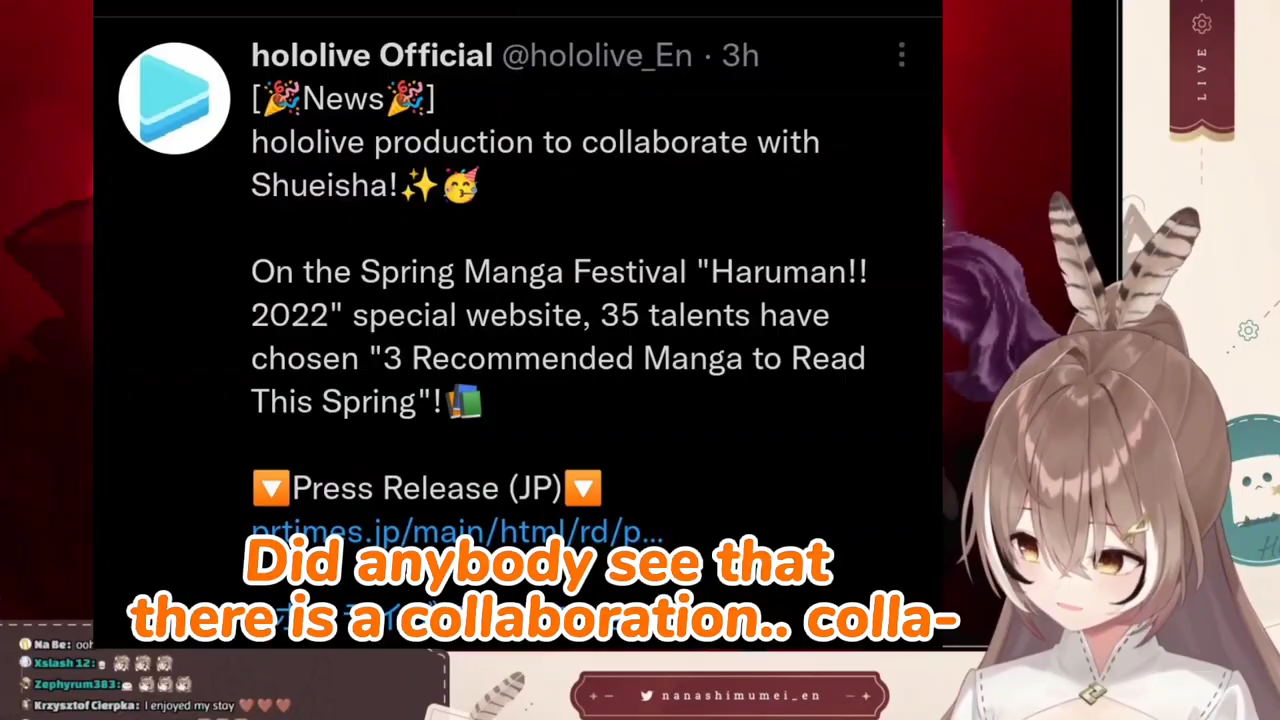 hololive Official @hololive_En · 3h
[🎉News🎉]
hololive production to collaborate with
Shueisha!✨🥳
On the Spring Manga Festival "Haruman!!
2022" special website, 35 talents have
chosen "3 Recommended Manga to Read
This Spring"!📚
🔽Press Release (JP)🔽
prtimes.jp/main/html/rd/p...
Did anybody see that
there is a collaboration.. colla-
LIVE
Na Be: ooh
Xslash 12:
Zephyrum383:
Krzysztof Cierpka: I enjoyed my stay ❤❤❤
nanashimumei_en